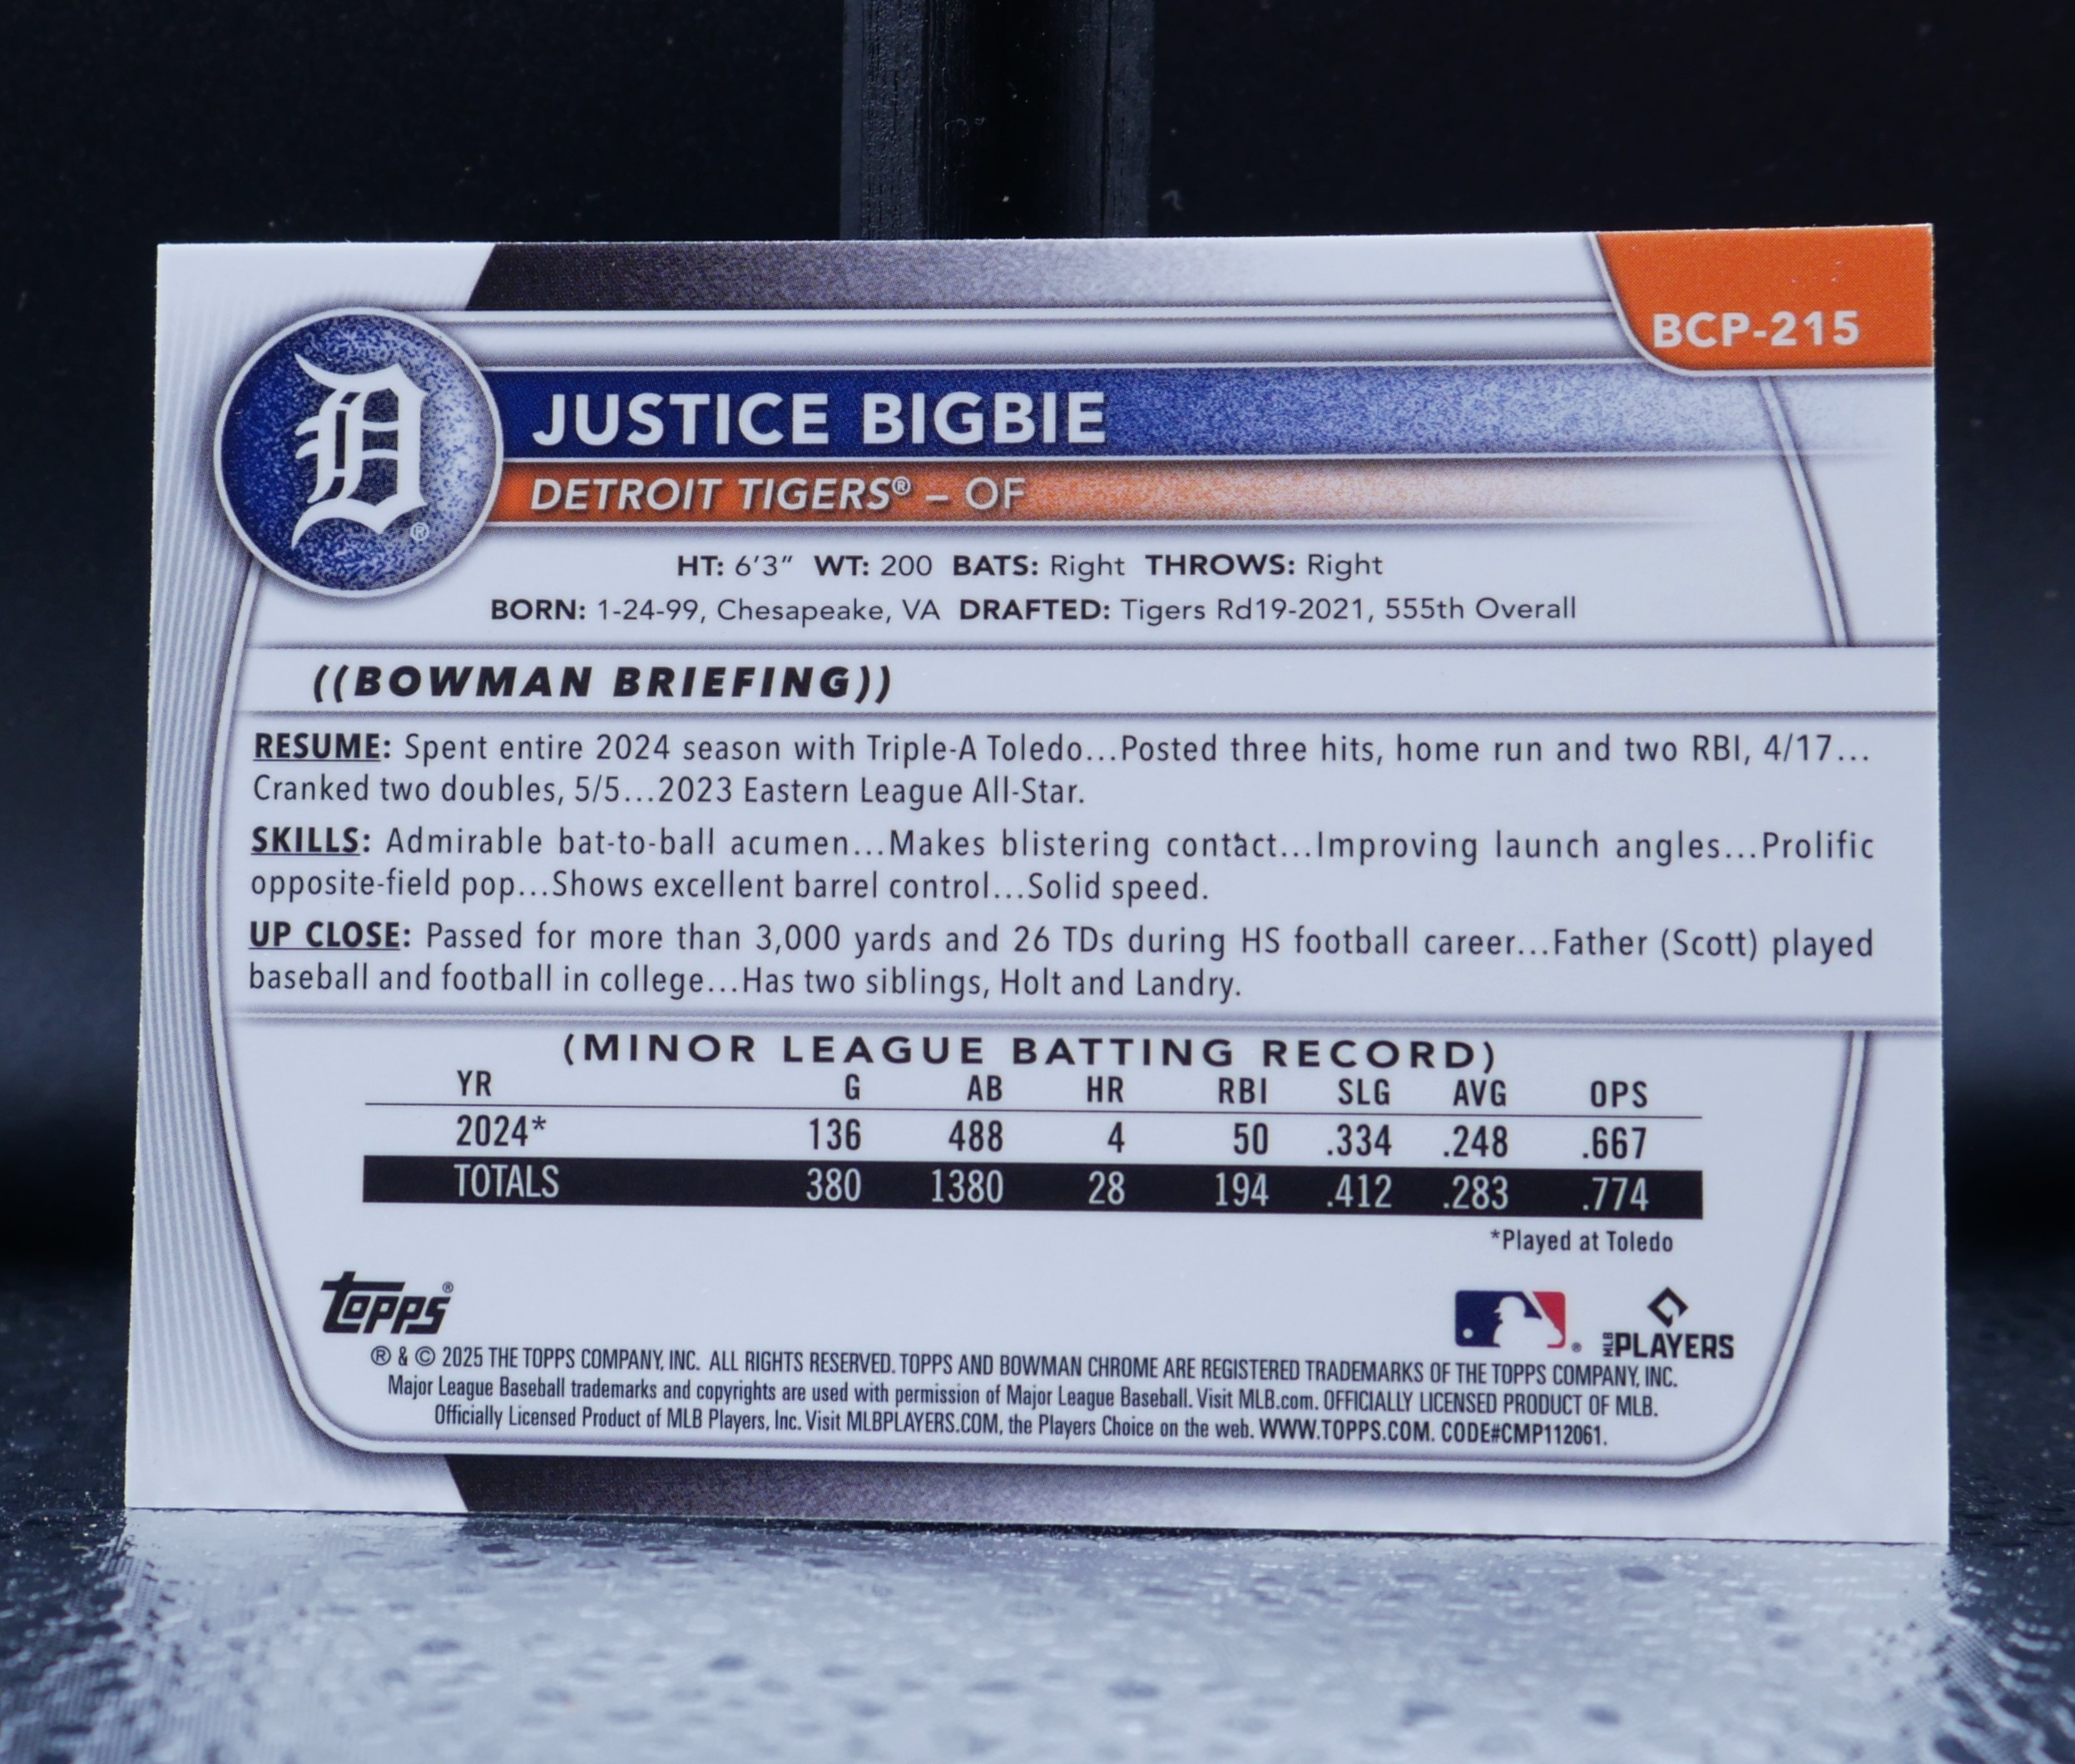 BCP-215
D ®
JUSTICE BIGBIE
DETROIT TIGERS® – OF
HT: 6'3" WT: 200 BATS: Right THROWS: Right
BORN: 1-24-99, Chesapeake, VA DRAFTED: Tigers Rd19-2021, 555th Overall
((BOWMAN BRIEFING))
RESUME: Spent entire 2024 season with Triple-A Toledo...Posted three hits, home run and two RBI, 4/17...
Cranked two doubles, 5/5...2023 Eastern League All-Star.
SKILLS: Admirable bat-to-ball acumen...Makes blistering contact...Improving launch angles...Prolific
opposite-field pop...Shows excellent barrel control...Solid speed.
UP CLOSE: Passed for more than 3,000 yards and 26 TDs during HS football career...Father (Scott) played
baseball and football in college...Has two siblings, Holt and Landry.
(MINOR LEAGUE BATTING RECORD)
YR G AB HR RBI SLG AVG OPS
2024* 136 488 4 50 .334 .248 .667
TOTALS 380 1380 28 194 .412 .283 .774
*Played at Toledo
topps®
® MLB PLAYERS
® & © 2025 THE TOPPS COMPANY, INC. ALL RIGHTS RESERVED. TOPPS AND BOWMAN CHROME ARE REGISTERED TRADEMARKS OF THE TOPPS COMPANY, INC.
Major League Baseball trademarks and copyrights are used with permission of Major League Baseball. Visit MLB.com. OFFICIALLY LICENSED PRODUCT OF MLB.
Officially Licensed Product of MLB Players, Inc. Visit MLBPLAYERS.COM, the Players Choice on the web. WWW.TOPPS.COM. CODE#CMP112061.